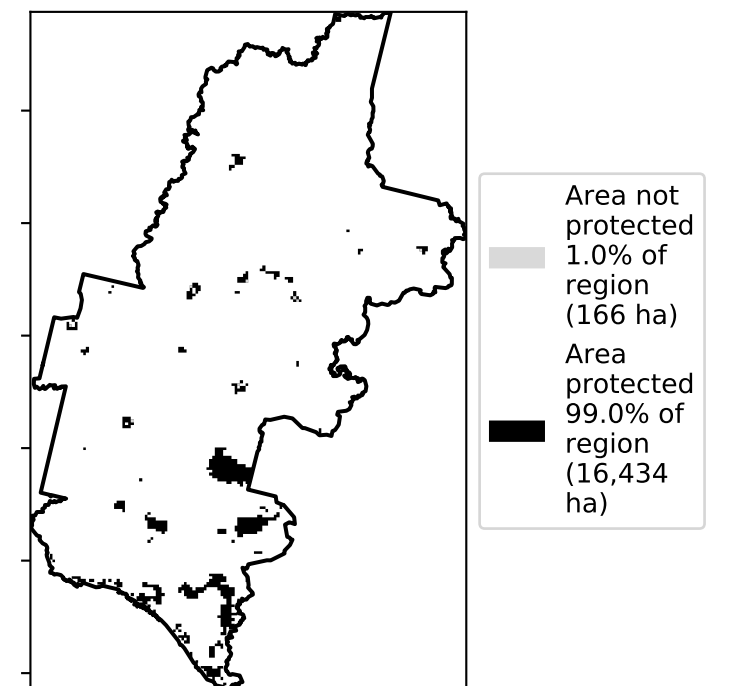 Area not
protected
1.0% of
region
(166 ha)
Area
protected
99.0% of
region
(16,434
ha)